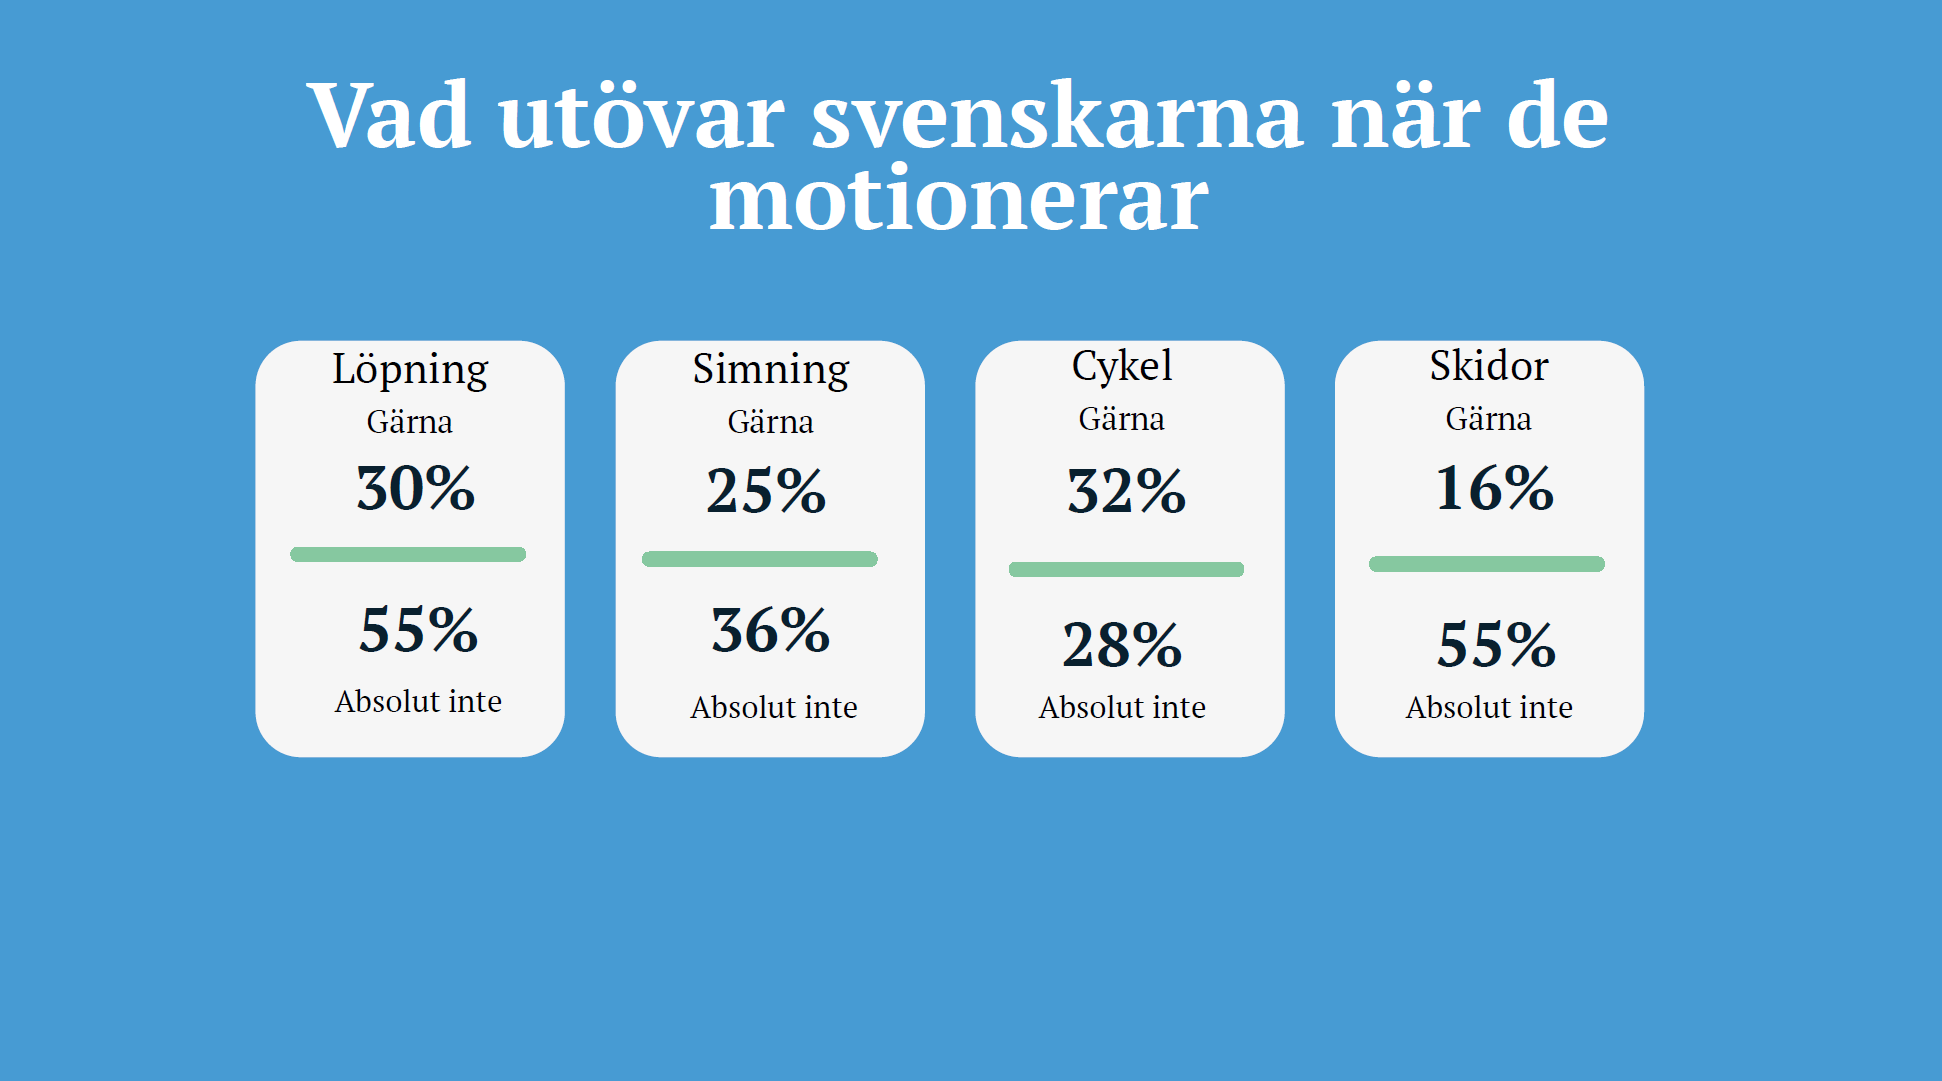 Vad utövar svenskarna när de
motionerar
Löpning
Gärna
30%
55%
Absolut inte
Simning
Gärna
25%
36%
Absolut inte
Cykel
Gärna
32%
28%
Absolut inte
Skidor
Gärna
16%
55%
Absolut inte